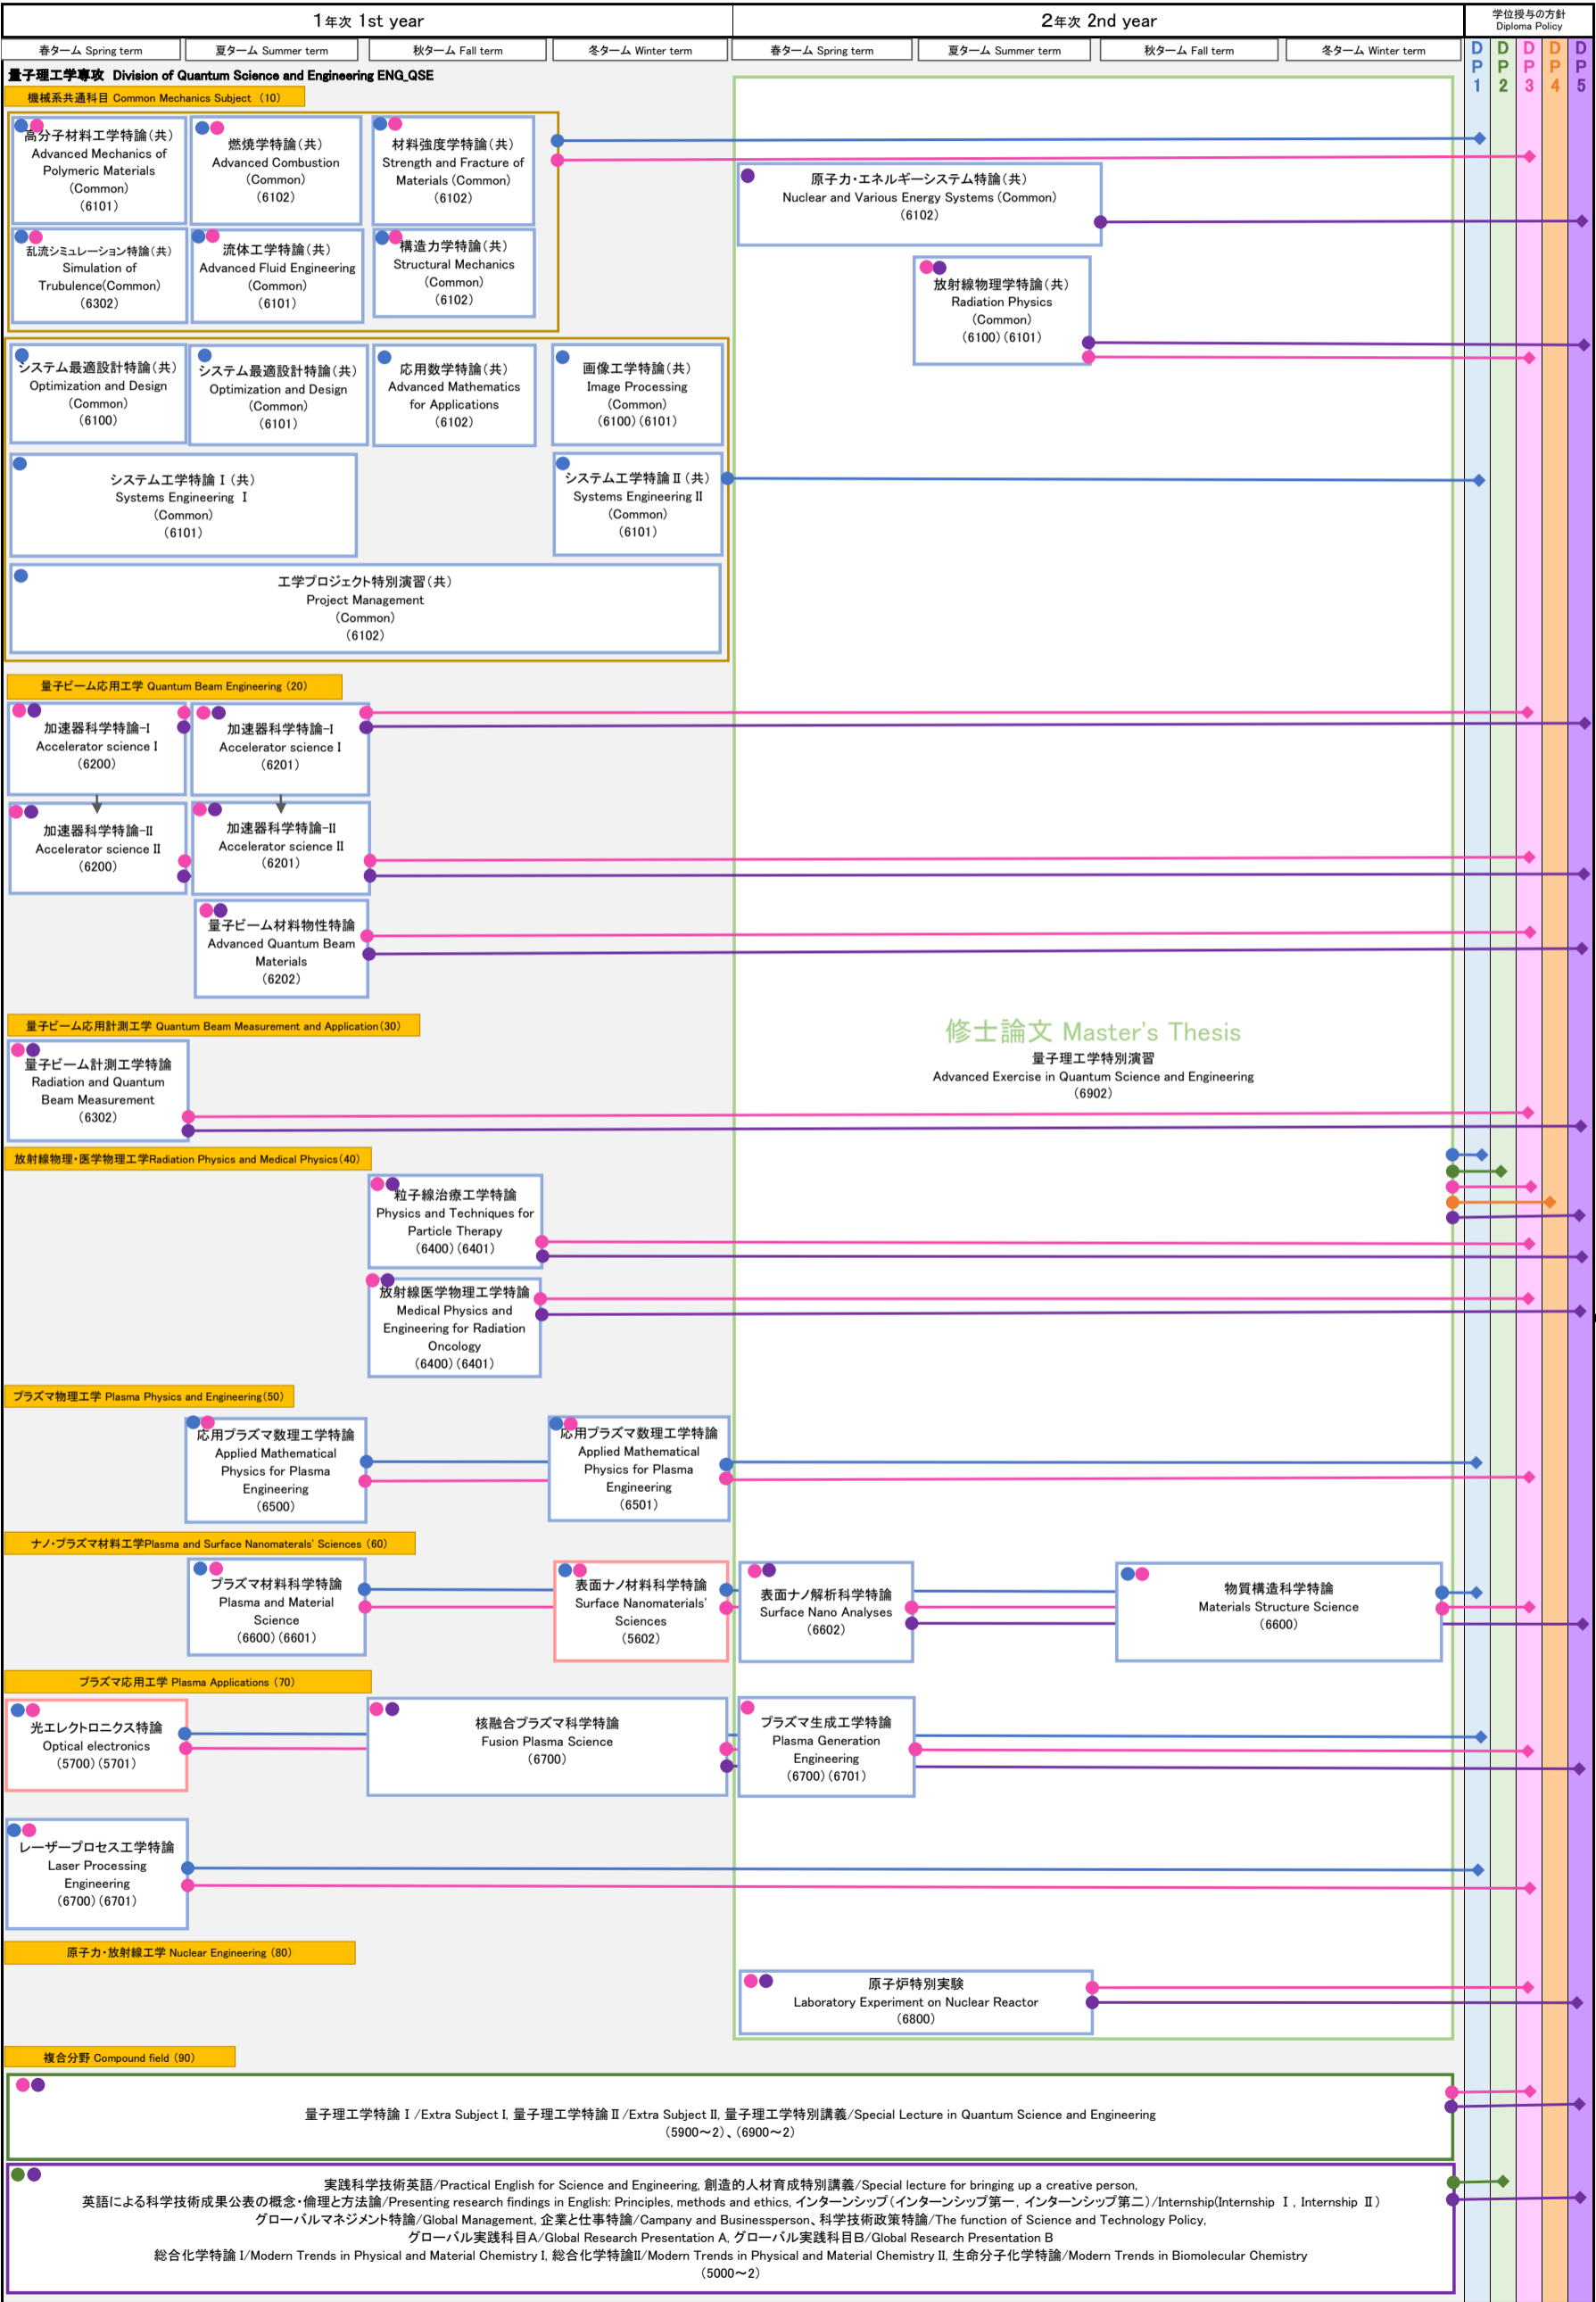 1年次 1st year
2年次 2nd year
学位授与の方針
Diploma Policy
春ターム Spring term
夏ターム Summer term
秋ターム Fall term
冬ターム Winter term
春ターム Spring term
夏ターム Summer term
秋ターム Fall term
冬ターム Winter term
DP1
DP2
DP3
DP4
DP5
量子理工学専攻 Division of Quantum Science and Engineering ENG_QSE
機械系共通科目 Common Mechanics Subject (10)
高分子材料工学特論(共)
Advanced Mechanics of
Polymeric Materials
(Common)
(6101)
燃焼学特論(共)
Advanced Combustion
(Common)
(6102)
材料強度学特論(共)
Strength and Fracture of
Materials (Common)
(6102)
原子力・エネルギーシステム特論(共)
Nuclear and Various Energy Systems (Common)
(6102)
乱流シミュレーション特論(共)
Simulation of
Trubulence(Common)
(6302)
流体工学特論(共)
Advanced Fluid Engineering
(Common)
(6101)
構造力学特論(共)
Structural Mechanics
(Common)
(6102)
放射線物理学特論(共)
Radiation Physics
(Common)
(6100)(6101)
システム最適設計特論(共)
Optimization and Design
(Common)
(6100)
システム最適設計特論(共)
Optimization and Design
(Common)
(6101)
応用数学特論(共)
Advanced Mathematics
for Applications
(6102)
画像工学特論(共)
Image Processing
(Common)
(6100)(6101)
システム工学特論Ⅰ(共)
Systems Engineering Ⅰ
(Common)
(6101)
システム工学特論Ⅱ(共)
Systems Engineering Ⅱ
(Common)
(6101)
工学プロジェクト特別演習(共)
Project Management
(Common)
(6102)
量子ビーム応用工学 Quantum Beam Engineering (20)
加速器科学特論-I
Accelerator science I
(6200)
加速器科学特論-I
Accelerator science I
(6201)
加速器科学特論-II
Accelerator science II
(6200)
加速器科学特論-II
Accelerator science II
(6201)
量子ビーム材料物性特論
Advanced Quantum Beam
Materials
(6202)
量子ビーム応用計測工学 Quantum Beam Measurement and Application(30)
量子ビーム計測工学特論
Radiation and Quantum
Beam Measurement
(6302)
修士論文 Master's Thesis
量子理工学特別演習
Advanced Exercise in Quantum Science and Engineering
(6902)
放射線物理・医学物理工学Radiation Physics and Medical Physics(40)
粒子線治療工学特論
Physics and Techniques for
Particle Therapy
(6400)(6401)
放射線医学物理工学特論
Medical Physics and
Engineering for Radiation
Oncology
(6400)(6401)
プラズマ物理工学 Plasma Physics and Engineering(50)
応用プラズマ数理工学特論
Applied Mathematical
Physics for Plasma
Engineering
(6500)
応用プラズマ数理工学特論
Applied Mathematical
Physics for Plasma
Engineering
(6501)
ナノ・プラズマ材料工学Plasma and Surface Nanomaterals' Sciences (60)
プラズマ材料科学特論
Plasma and Material
Science
(6600)(6601)
表面ナノ材料科学特論
Surface Nanomaterials'
Sciences
(5602)
表面ナノ解析科学特論
Surface Nano Analyses
(6602)
物質構造科学特論
Materials Structure Science
(6600)
プラズマ応用工学 Plasma Applications (70)
光エレクトロニクス特論
Optical electronics
(5700)(5701)
核融合プラズマ科学特論
Fusion Plasma Science
(6700)
プラズマ生成工学特論
Plasma Generation
Engineering
(6700)(6701)
レーザープロセス工学特論
Laser Processing
Engineering
(6700)(6701)
原子力・放射線工学 Nuclear Engineering (80)
原子炉特別実験
Laboratory Experiment on Nuclear Reactor
(6800)
複合分野 Compound field (90)
量子理工学特論Ⅰ/Extra Subject I, 量子理工学特論Ⅱ/Extra Subject II, 量子理工学特別講義/Special Lecture in Quantum Science and Engineering
(5900～2)、(6900～2)
実践科学技術英語/Practical English for Science and Engineering, 創造的人材育成特別講義/Special lecture for bringing up a creative person,
英語による科学技術成果公表の概念・倫理と方法論/Presenting research findings in English: Principles, methods and ethics, インターンシップ(インターンシップ第一, インターンシップ第二)/Internship(Internship Ⅰ, Internship Ⅱ)
グローバルマネジメント特論/Global Management, 企業と仕事特論/Campany and Businessperson、科学技術政策特論/The function of Science and Technology Policy,
グローバル実践科目A/Global Research Presentation A, グローバル実践科目B/Global Research Presentation B
総合化学特論 I/Modern Trends in Physical and Material Chemistry I, 総合化学特論II/Modern Trends in Physical and Material Chemistry II, 生命分子化学特論/Modern Trends in Biomolecular Chemistry
(5000～2)